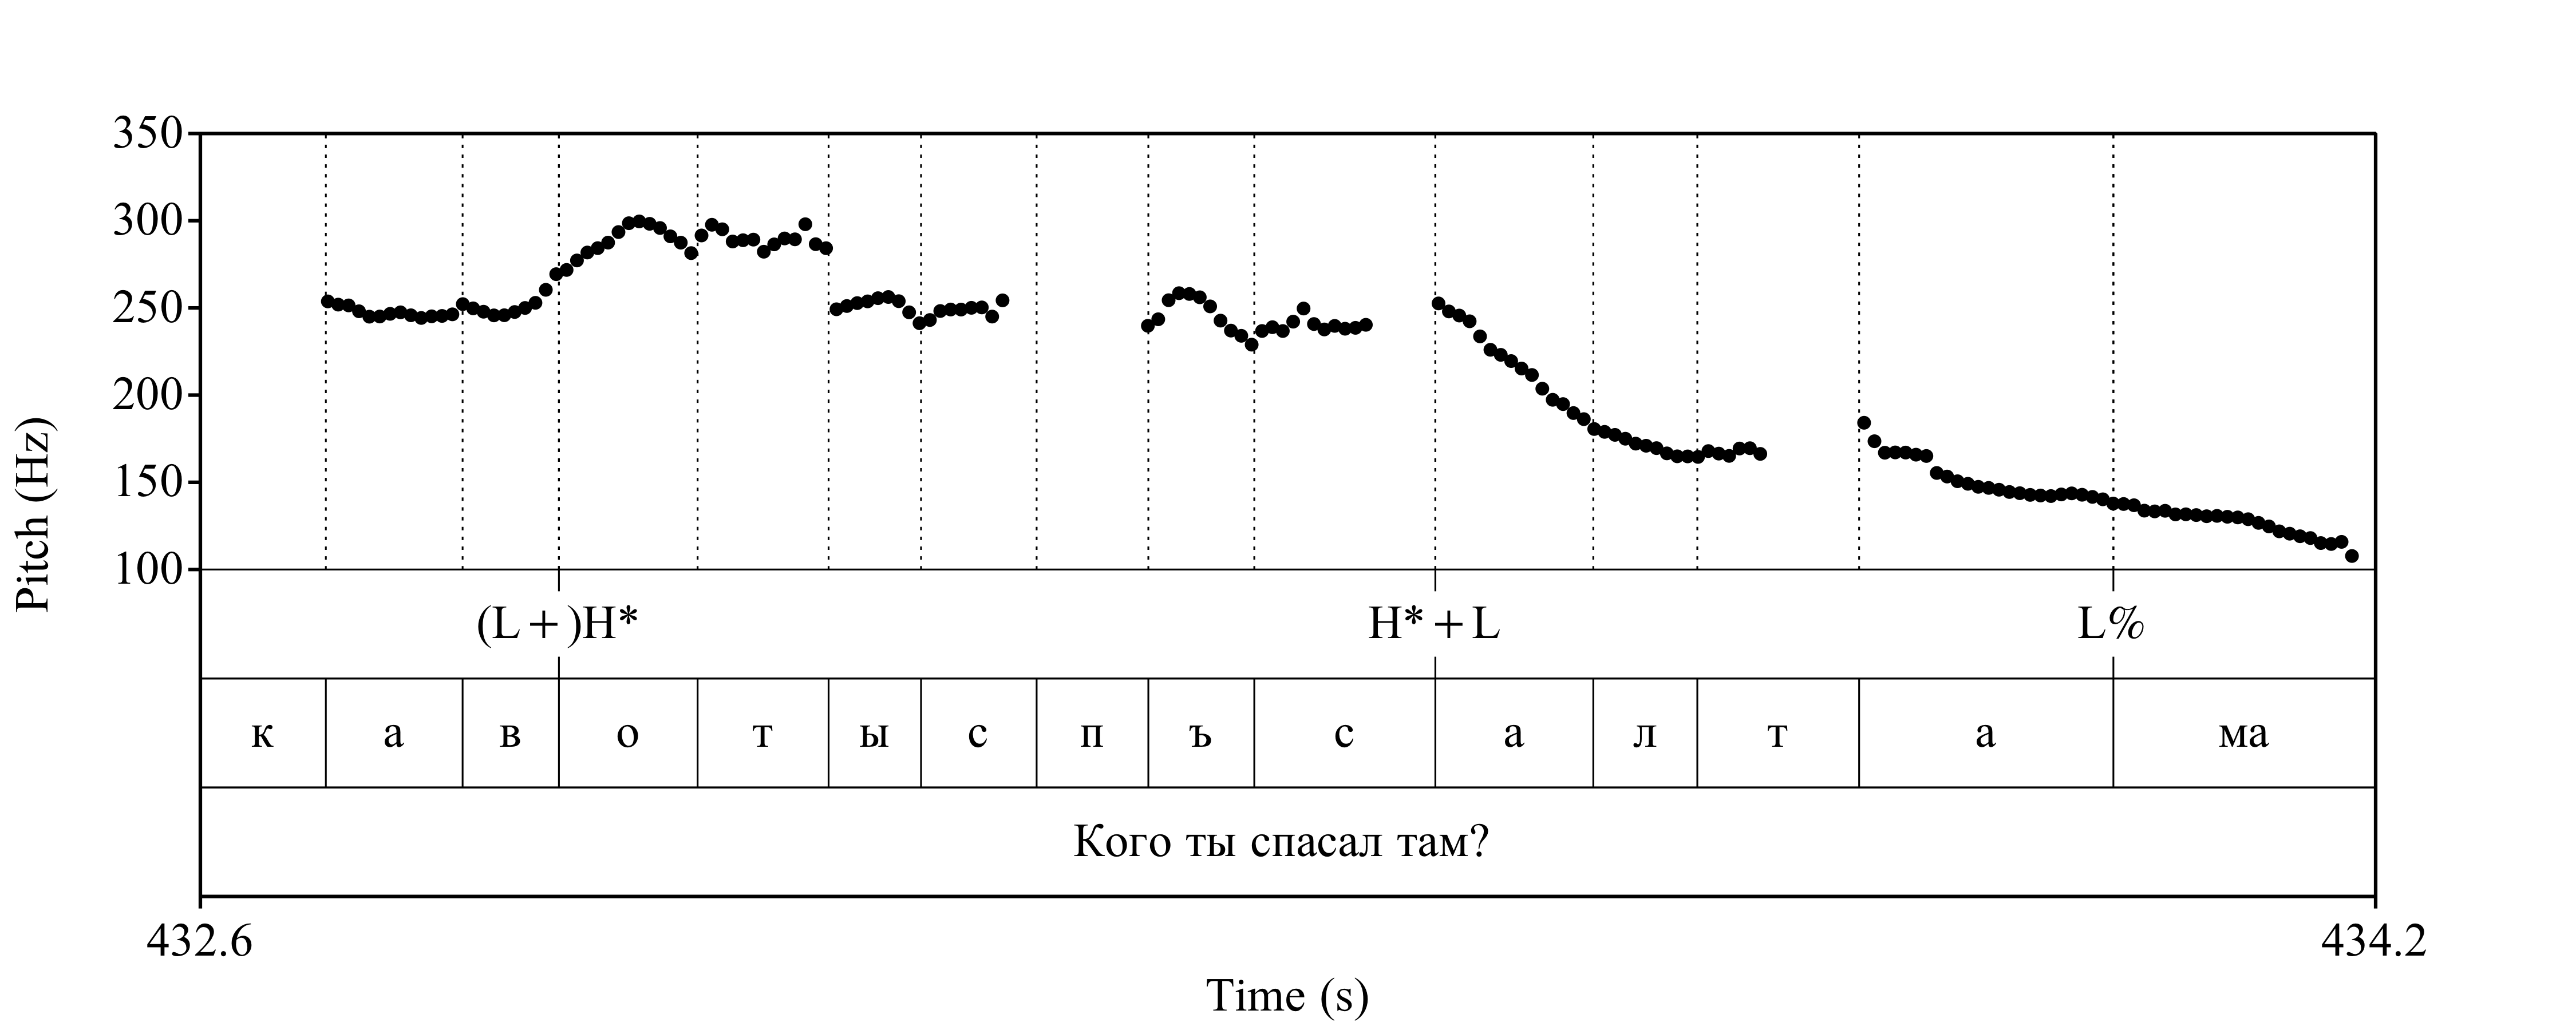 350
300
250
200
150
100
Pitch (Hz)
(L+)H* H*+L L%
к а в о т ы с п ъ с а л т а ма
Кого ты спасал там?
432.6 434.2
Time (s)